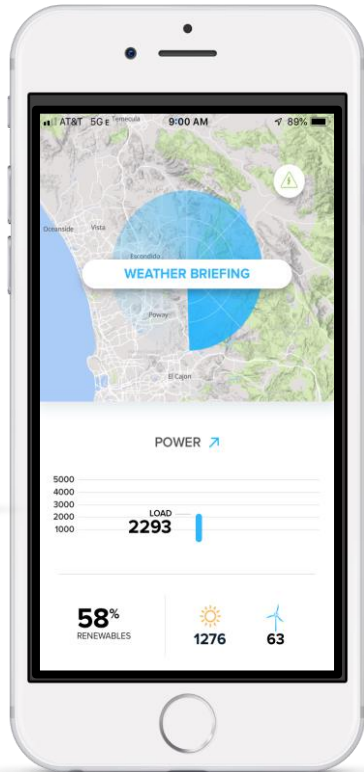 AT&T 5G E 9:00 AM 89%
Temecula
Oceanside Vista
Escondido
WEATHER BRIEFING
Poway
El Cajon
POWER
5000
4000
3000
2000
1000
LOAD
2293
58%
RENEWABLES
1276 63